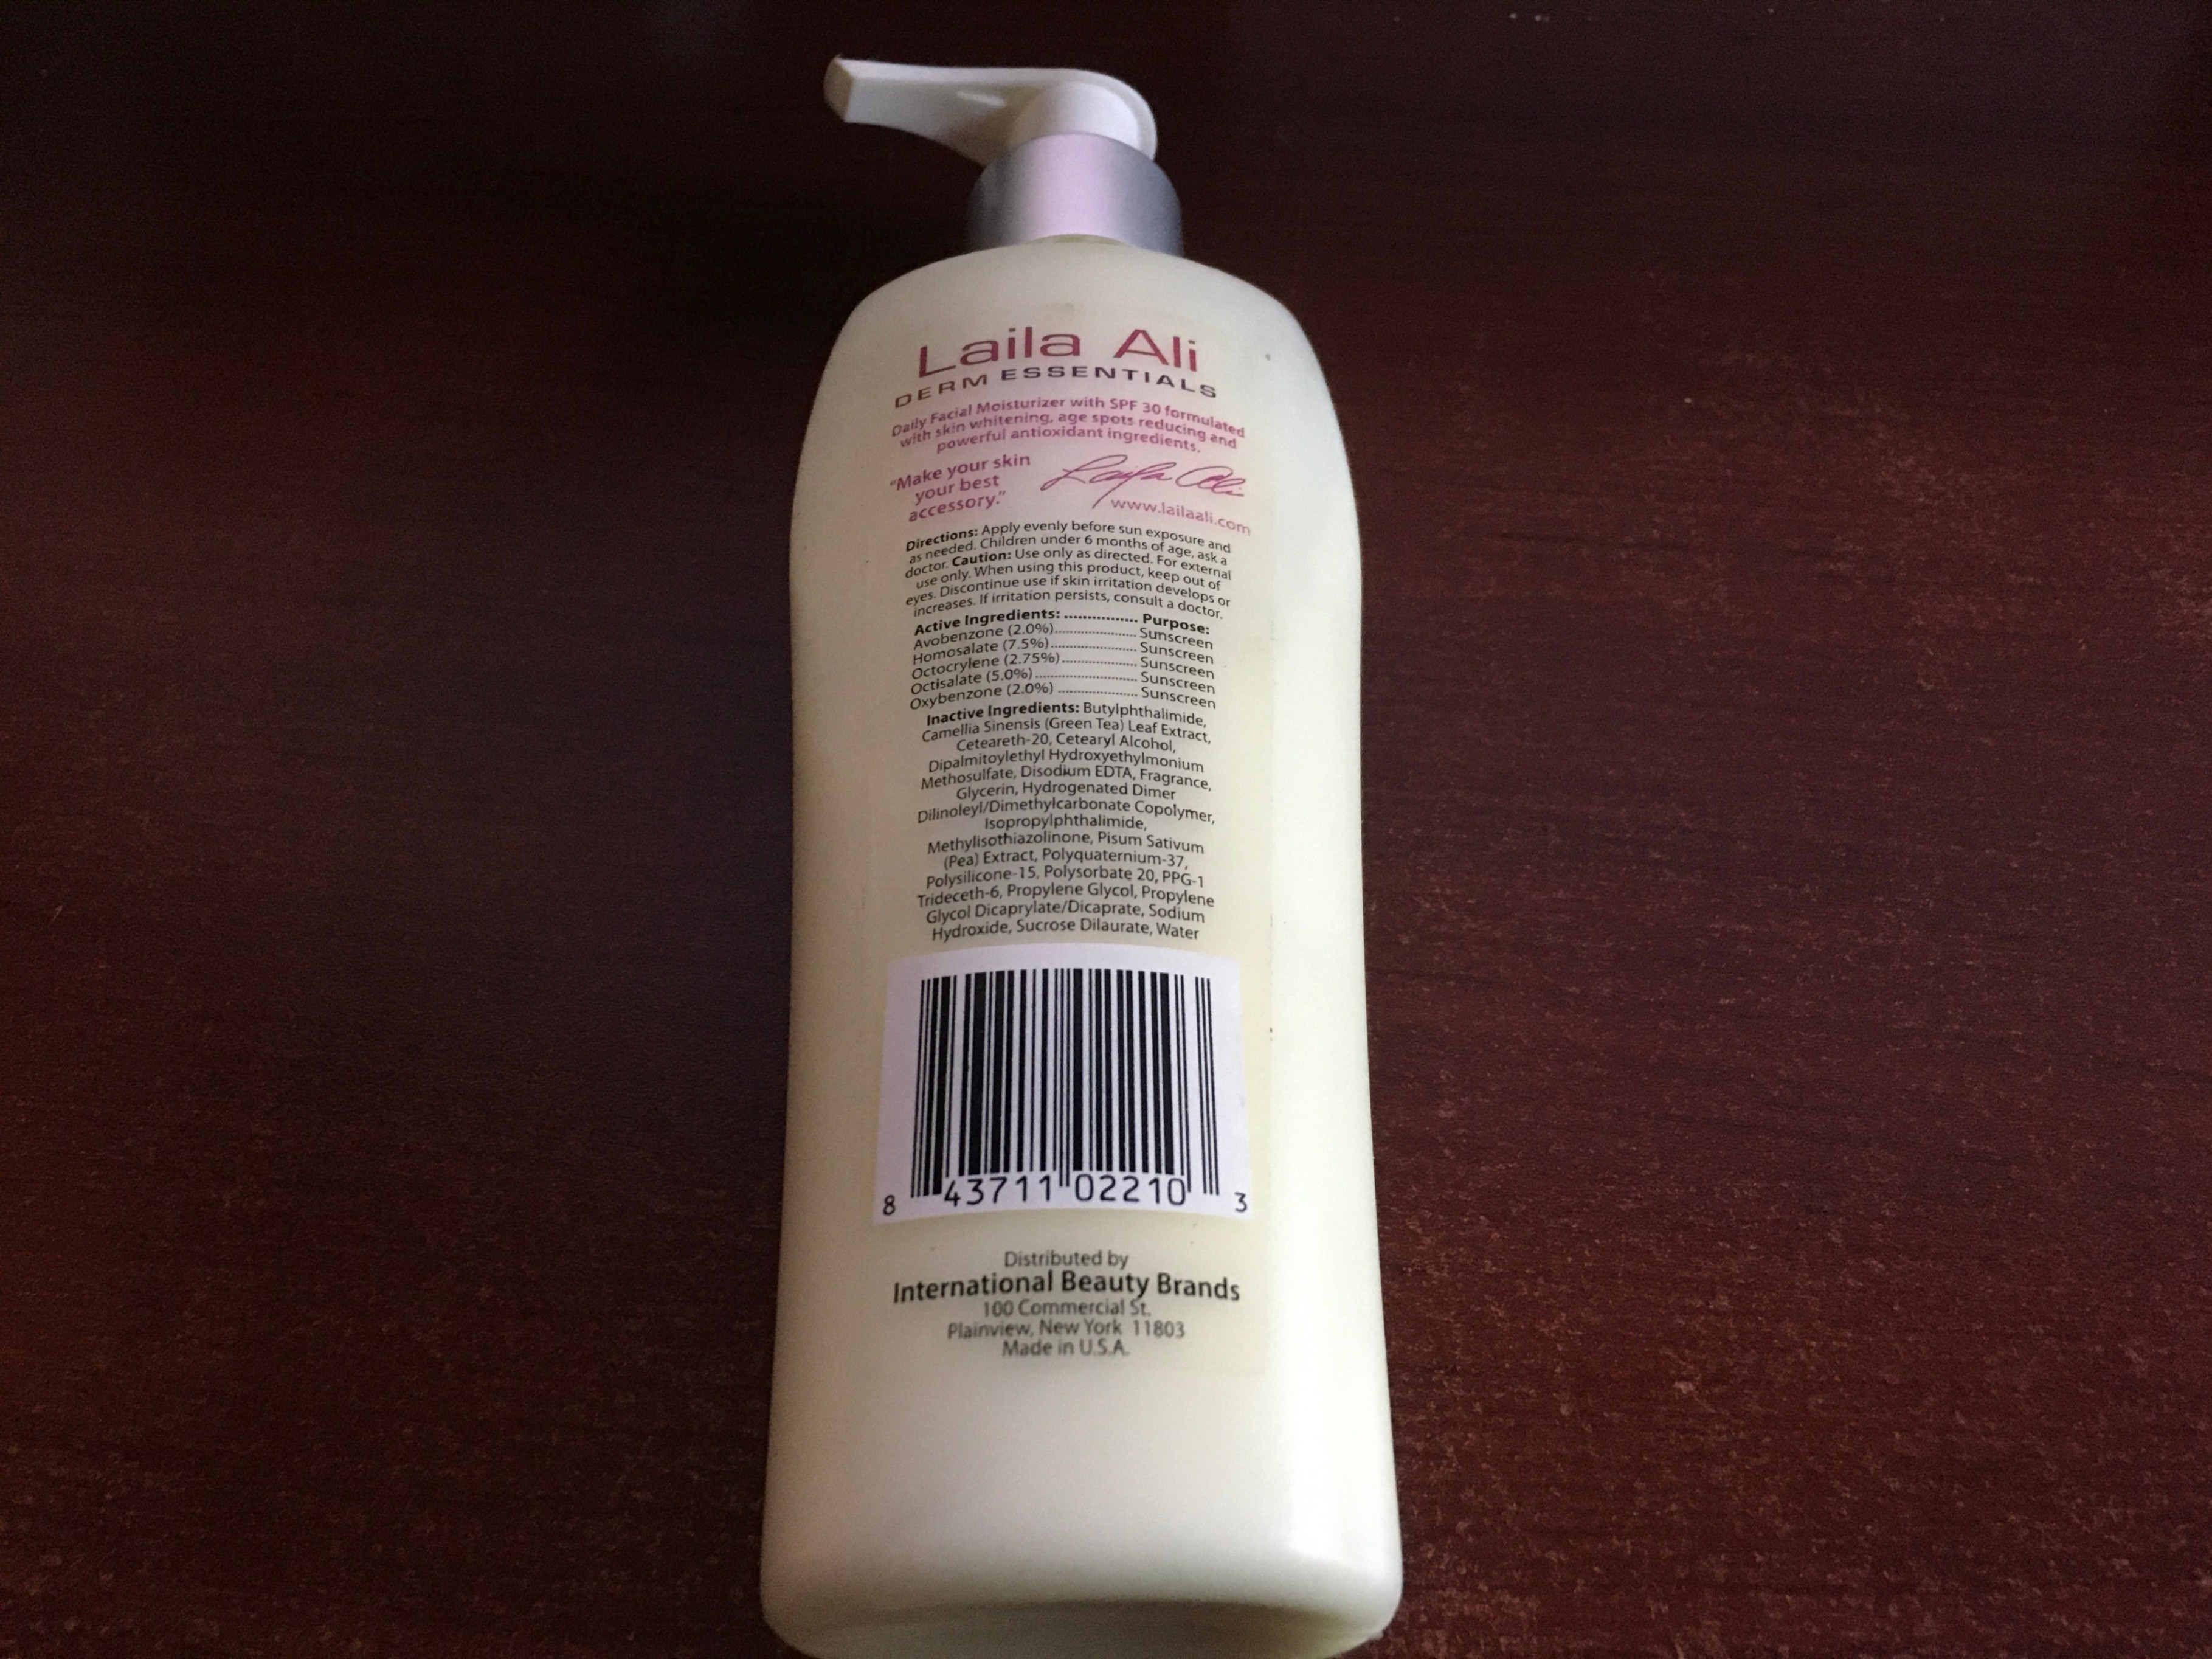 Laila Ali
DERM ESSENTIALS
Daily Facial Moisturizer with SPF 30 formulated
with skin whitening, age spots reducing and
powerful antioxidant ingredients.
"Make your skin
your best
accessory."
Laila Ali
www.lailaali.com
Directions: Apply evenly before sun exposure and
as needed. Children under 6 months of age, ask a
doctor. Caution: Use only as directed. For external
use only. When using this product, keep out of
eyes. Discontinue use if skin irritation develops or
increases. If irritation persists, consult a doctor.
Active Ingredients: ................ Purpose:
Avobenzone (2.0%)...................... Sunscreen
Homosalate (7.5%)...................... Sunscreen
Octocrylene (2.75%).................... Sunscreen
Octisalate (5.0%)........................... Sunscreen
Oxybenzone (2.0%) ..................... Sunscreen
Inactive Ingredients: Butylphthalimide,
Camellia Sinensis (Green Tea) Leaf Extract,
Ceteareth-20, Cetearyl Alcohol,
Dipalmitoylethyl Hydroxyethylmonium
Methosulfate, Disodium EDTA, Fragrance,
Glycerin, Hydrogenated Dimer
Dilinoleyl/Dimethylcarbonate Copolymer,
Isopropylphthalimide,
Methylisothiazolinone, Pisum Sativum
(Pea) Extract, Polyquaternium-37,
Polysilicone-15, Polysorbate 20, PPG-1
Trideceth-6, Propylene Glycol, Propylene
Glycol Dicaprylate/Dicaprate, Sodium
Hydroxide, Sucrose Dilaurate, Water
8 43711 02210 3
Distributed by
International Beauty Brands
100 Commercial St.
Plainview, New York 11803
Made in U.S.A.